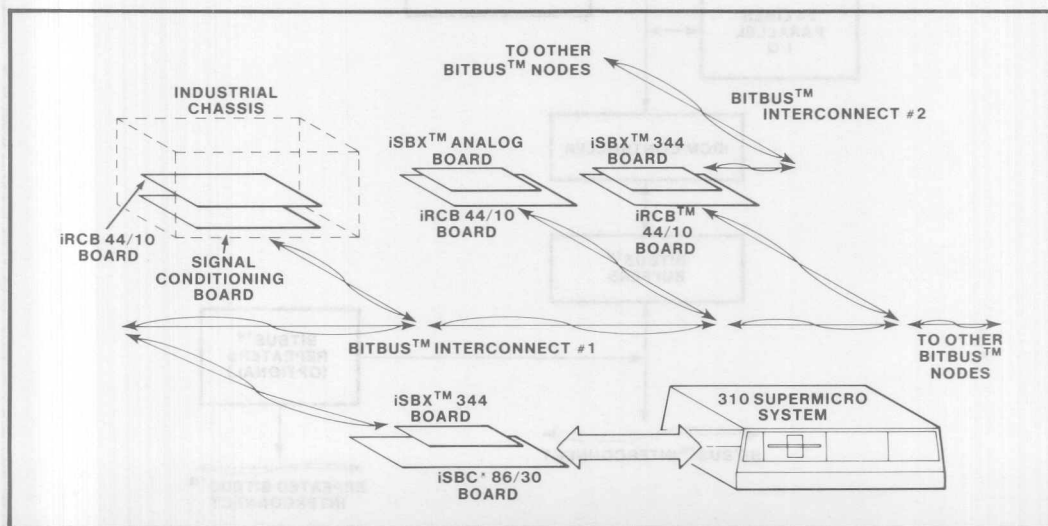 TO OTHER
BITBUS™ NODES
BITBUS™
INTERCONNECT #2
INDUSTRIAL
CHASSIS
iSBX™ ANALOG
BOARD
iSBX™ 344
BOARD
iRCB 44/10
BOARD
SIGNAL
CONDITIONING
BOARD
iRCB 44/10
BOARD
iRCB™
44/10
BOARD
BITBUS™ INTERCONNECT #1
TO OTHER
BITBUS™
NODES
iSBX™ 344
BOARD
310 SUPERMICRO
SYSTEM
iSBC* 86/30
BOARD